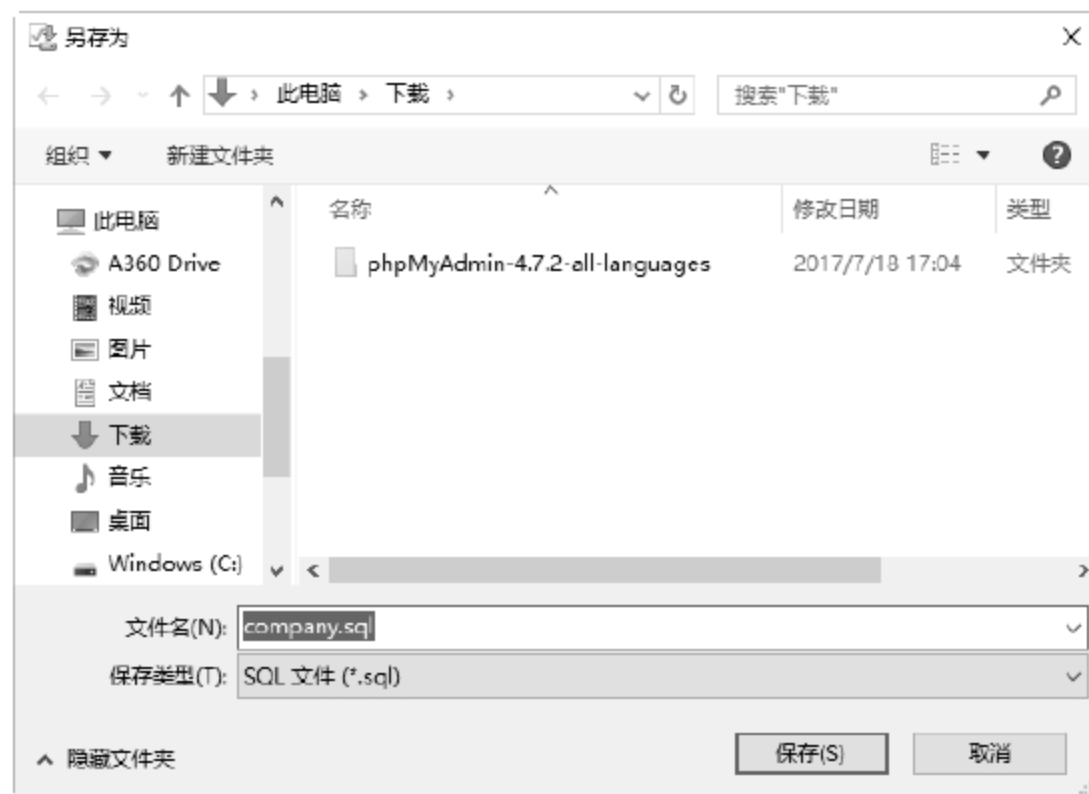 另存为
此电脑 › 下载 ›
搜索"下载"
组织 新建文件夹
名称 修改日期 类型
此电脑
A360 Drive
视频
图片
文档
下载
音乐
桌面
Windows (C:)
phpMyAdmin-4.7.2-all-languages 2017/7/18 17:04 文件夹
文件名(N): company.sql
保存类型(T): SQL 文件 (*.sql)
隐藏文件夹 保存(S) 取消